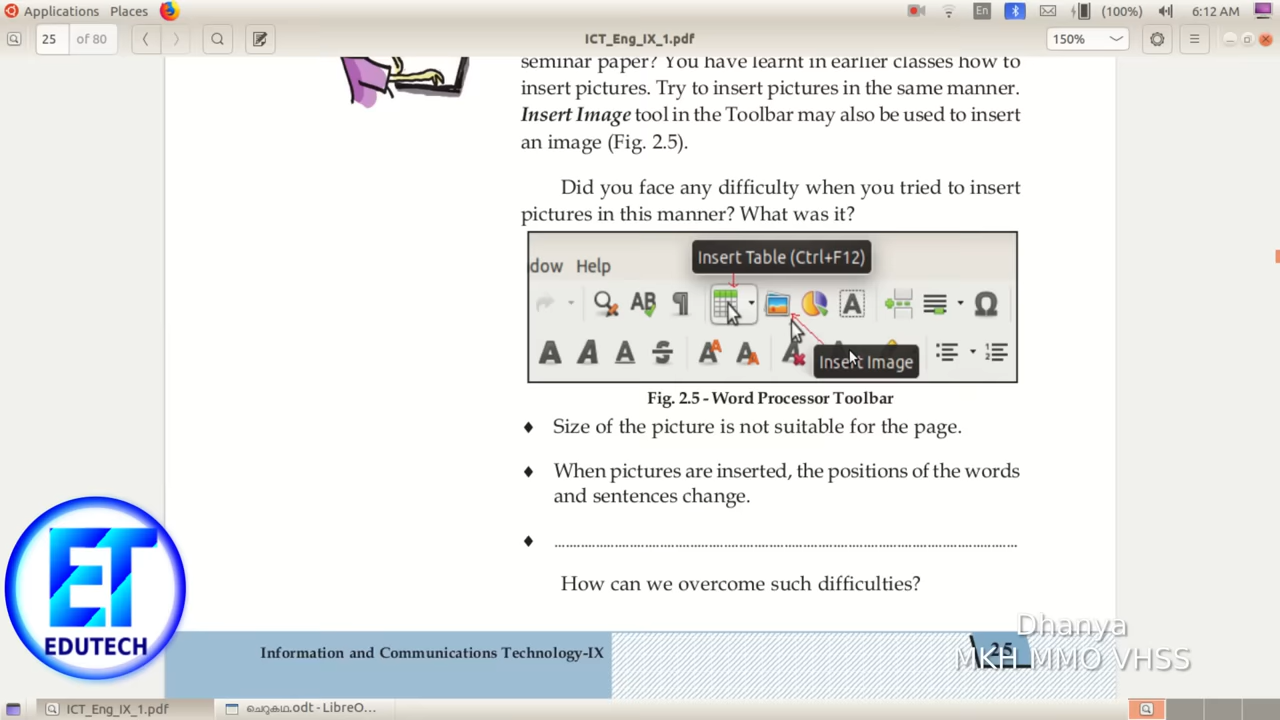 Applications Places En (100%) 6:12 AM
25 of 80 ICT_Eng_IX_1.pdf 150%
seminar paper? You have learnt in earlier classes how to
insert pictures. Try to insert pictures in the same manner.
Insert Image tool in the Toolbar may also be used to insert
an image (Fig. 2.5).
Did you face any difficulty when you tried to insert
pictures in this manner? What was it?
Insert Table (Ctrl+F12)
dow Help
Insert Image
Fig. 2.5 - Word Processor Toolbar
♦ Size of the picture is not suitable for the page.
♦ When pictures are inserted, the positions of the words
and sentences change.
♦ ..........................................................................................................................
How can we overcome such difficulties?
ET
EDUTECH
Information and Communications Technology-IX
25
Dhanya
MKH MMO VHSS
ICT_Eng_IX_1.pdf ചെറുകഥ.odt - LibreO...